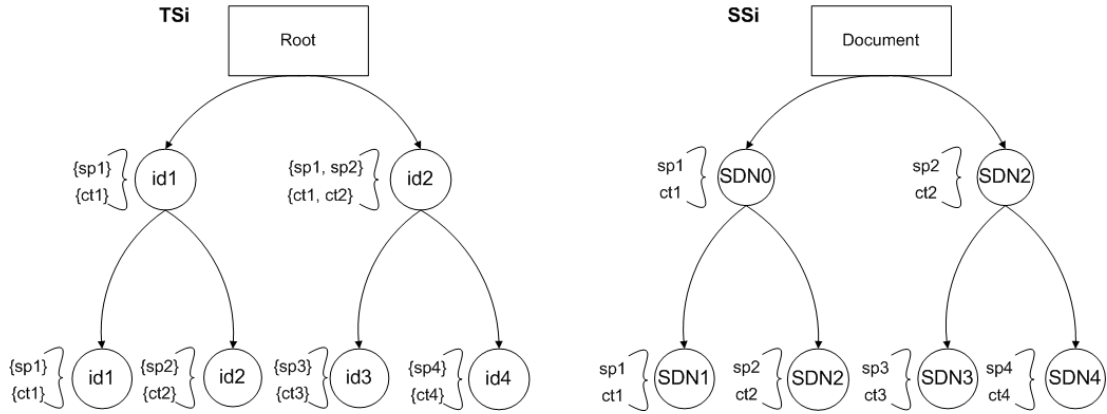 TSi
Root
{sp1}
{ct1}
id1
{sp1, sp2}
{ct1, ct2}
id2
{sp1}
{ct1}
id1
{sp2}
{ct2}
id2
{sp3}
{ct3}
id3
{sp4}
{ct4}
id4
SSi
Document
sp1
ct1
SDN0
sp2
ct2
SDN2
sp1
ct1
SDN1
sp2
ct2
SDN2
sp3
ct3
SDN3
sp4
ct4
SDN4